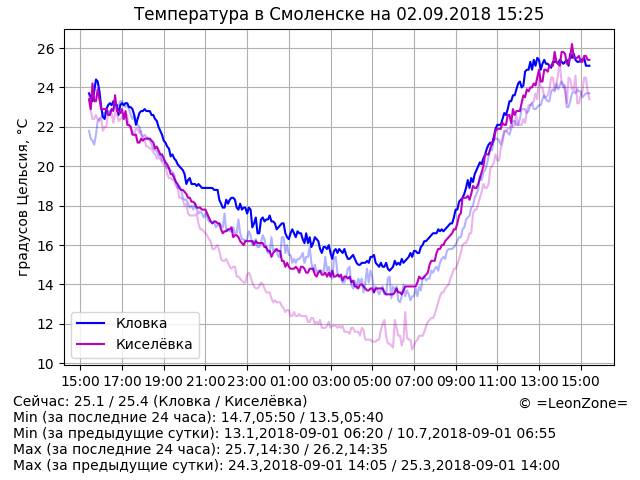 Температура в Смоленске на 02.09.2018 15:25
градусов Цельсия, °C
26
24
22
20
18
16
14
12
10
Кловка
Киселёвка
15:00 17:00 19:00 21:00 23:00 01:00 03:00 05:00 07:00 09:00 11:00 13:00 15:00
Сейчас: 25.1 / 25.4 (Кловка / Киселёвка)
© =LeonZone=
Min (за последние 24 часа): 14.7,05:50 / 13.5,05:40
Min (за предыдущие сутки): 13.1,2018-09-01 06:20 / 10.7,2018-09-01 06:55
Max (за последние 24 часа): 25.7,14:30 / 26.2,14:35
Max (за предыдущие сутки): 24.3,2018-09-01 14:05 / 25.3,2018-09-01 14:00